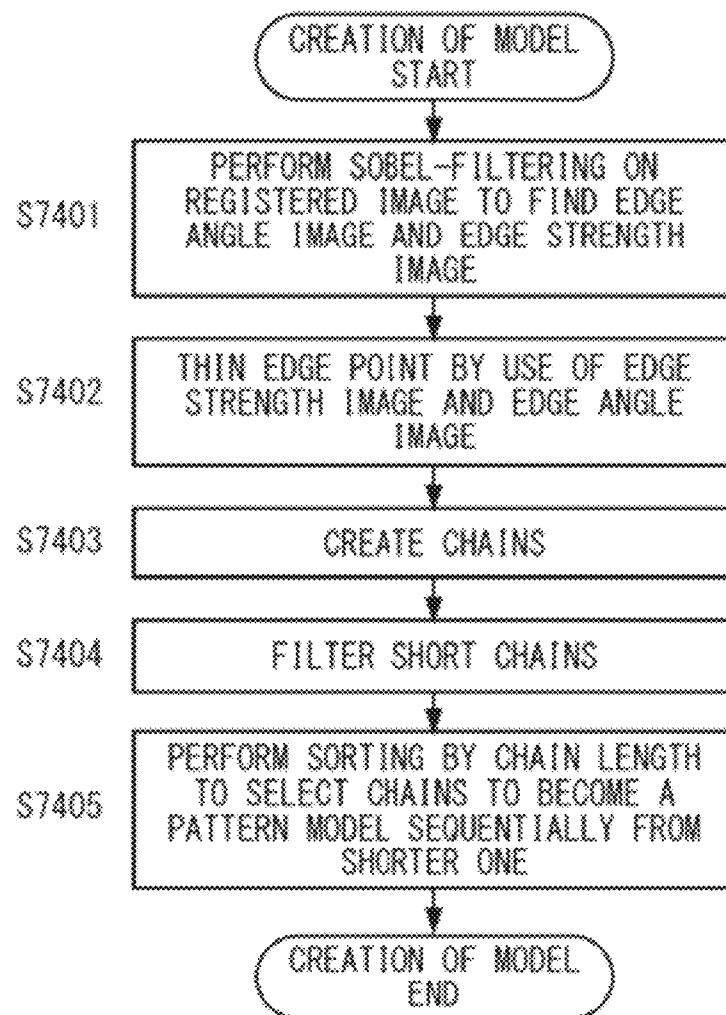 CREATION OF MODEL
START
S7401
PERFORM SOBEL-FILTERING ON
REGISTERED IMAGE TO FIND EDGE
ANGLE IMAGE AND EDGE STRENGTH
IMAGE
S7402
THIN EDGE POINT BY USE OF EDGE
STRENGTH IMAGE AND EDGE ANGLE
IMAGE
S7403
CREATE CHAINS
S7404
FILTER SHORT CHAINS
S7405
PERFORM SORTING BY CHAIN LENGTH
TO SELECT CHAINS TO BECOME A
PATTERN MODEL SEQUENTIALLY FROM
SHORTER ONE
CREATION OF MODEL
END